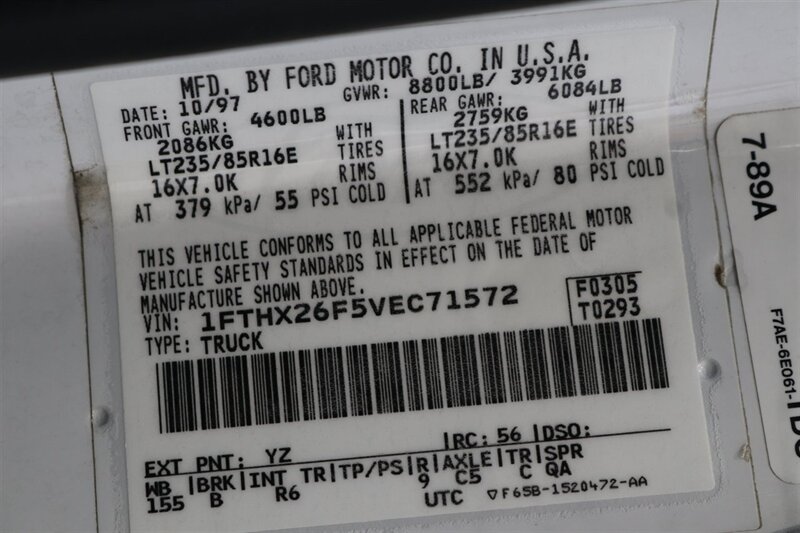 MFD. BY FORD MOTOR CO. IN U.S.A.
DATE: 10/97 GVWR: 8800LB/ 3991KG
FRONT GAWR: 4600LB REAR GAWR: 6084LB
2086KG WITH 2759KG WITH
LT235/85R16E TIRES LT235/85R16E TIRES
16X7.0K RIMS 16X7.0K RIMS
AT 379 kPa/ 55 PSI COLD AT 552 kPa/ 80 PSI COLD
THIS VEHICLE CONFORMS TO ALL APPLICABLE FEDERAL MOTOR
VEHICLE SAFETY STANDARDS IN EFFECT ON THE DATE OF
MANUFACTURE SHOWN ABOVE.
VIN: 1FTHX26F5VEC71572 F0305
TYPE: TRUCK T0293
EXT PNT: YZ RC: 56 DSO:
WB BRK INT TR TP/PS R AXLE TR SPR
155 B R6 9 C5 C QA
UTC ▽F65B-1520472-AA
7-89A
F7AE-6E061-